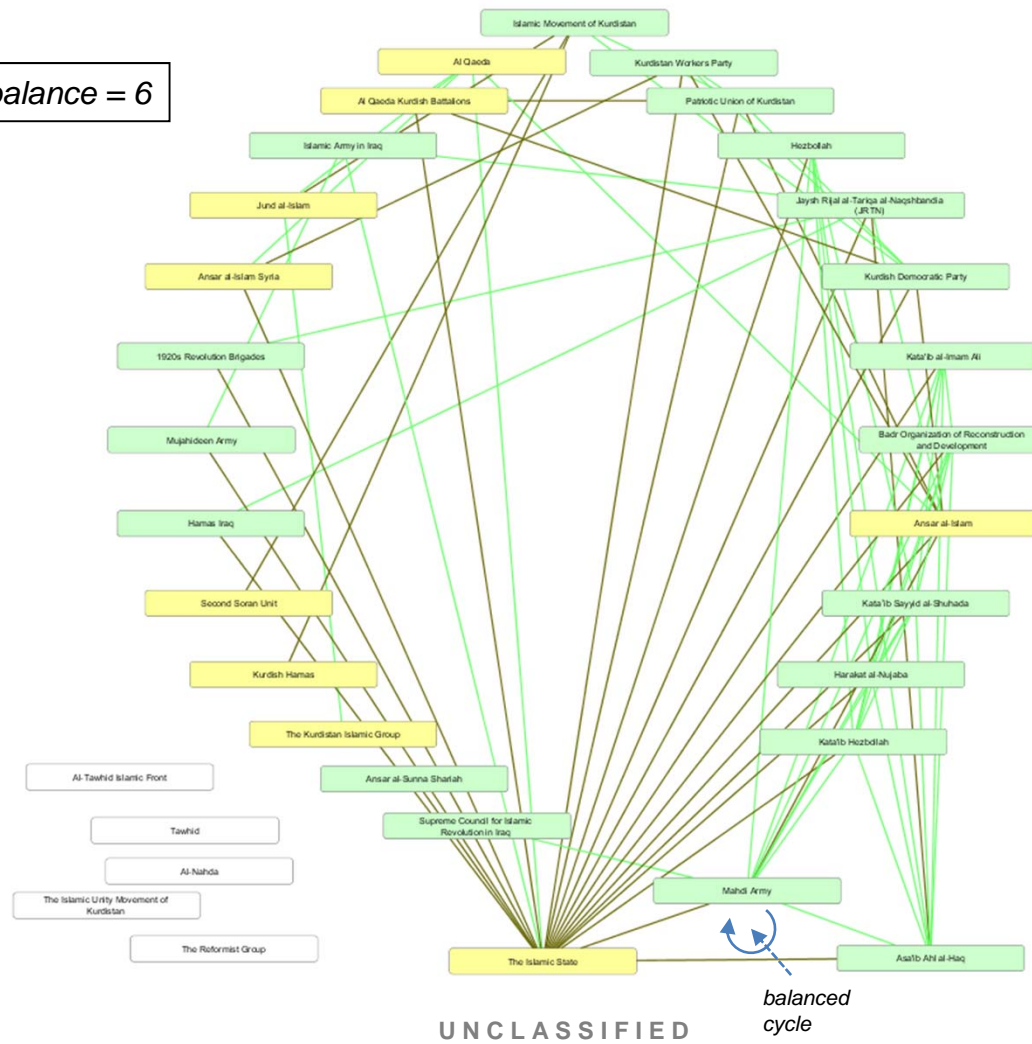 Islamic Movement of Kurdistan
Al Qaeda
Kurdistan Workers Party
balance = 6
Al Qaeda Kurdish Battalions
Patriotic Union of Kurdistan
Islamic Army in Iraq
Hezbollah
Jund al-Islam
Jaysh Rijal al-Tariqa al-Naqshbandia
(JRTN)
Ansar al-Islam Syria
Kurdish Democratic Party
1920s Revolution Brigades
Kata'ib al-Imam Ali
Mujahideen Army
Badr Organization of Reconstruction
and Development
Hamas Iraq
Ansar al-Islam
Second Soran Unit
Kata'ib Sayyid al-Shuhada
Kurdish Hamas
Harakat al-Nujaba
The Kurdistan Islamic Group
Kata'ib Hezbollah
Al-Tawhid Islamic Front
Ansar al-Sunna Shariah
Supreme Council for Islamic
Revolution in Iraq
Tawhid
Al-Nahda
Mahdi Army
The Islamic Unity Movement of
Kurdistan
The Reformist Group
The Islamic State
Asa'ib Ahl al-Haq
balanced
cycle
UNCLASSIFIED